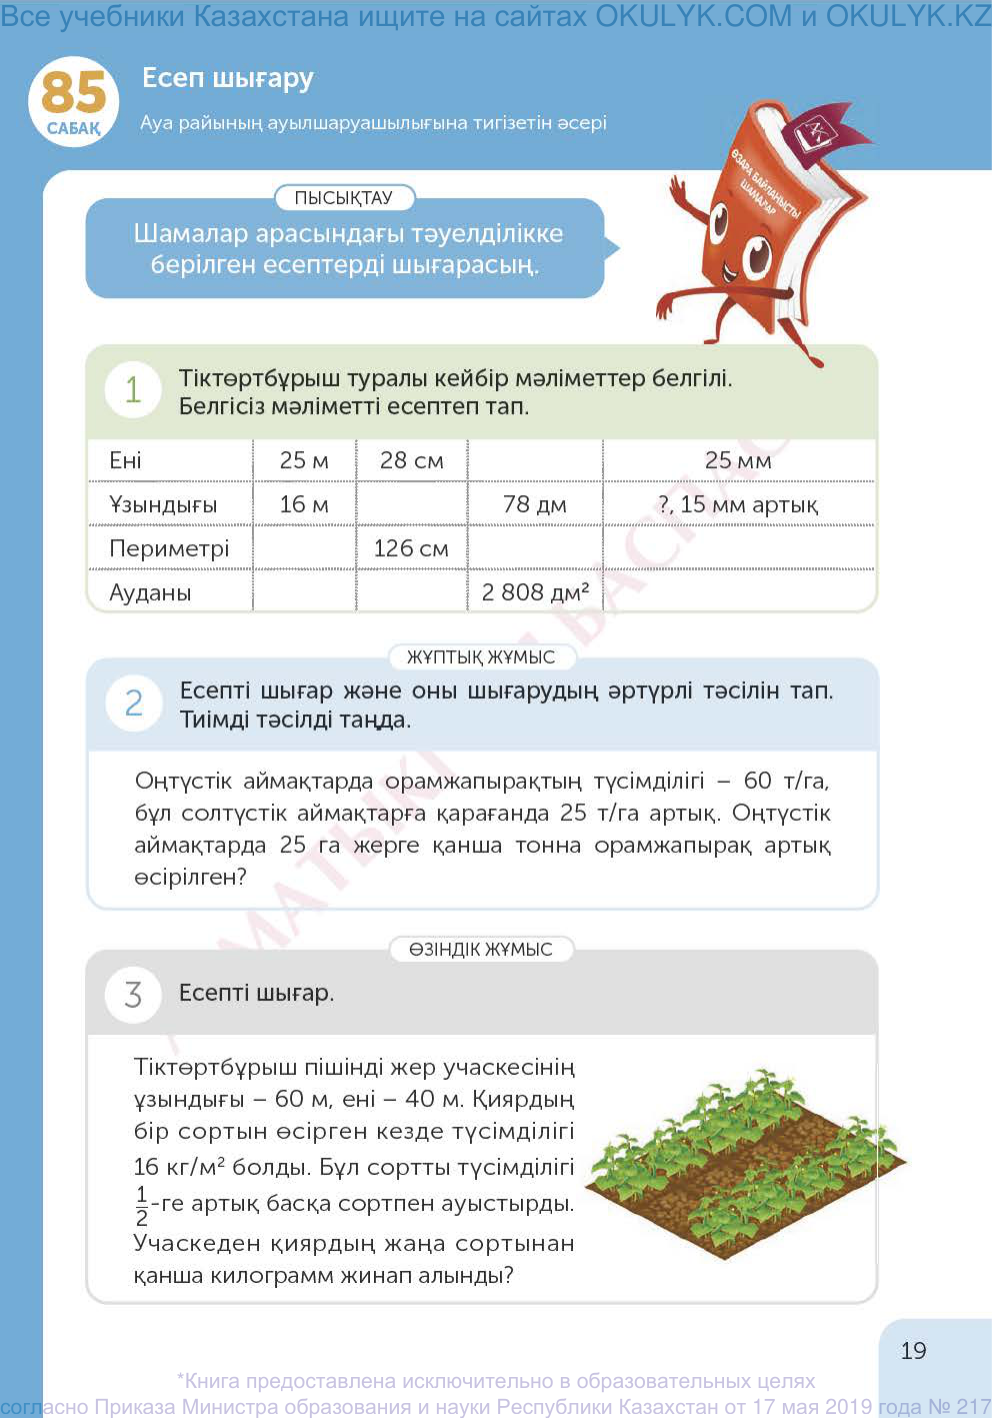 Все учебники Казахстана ищите на сайтах OKULYK.COM и OKULYK.KZ
85
САБАҚ
Есеп шығару
Ауа райының ауылшаруашылығына тигізетін әсері
ӨЗАРА БАЙЛАНЫСТЫ
ШАМАЛАР
ПЫСЫҚТАУ
Шамалар арасындағы тәуелділікке
берілген есептерді шығарасың.
1
Тіктөртбұрыш туралы кейбір мәліметтер белгілі.
Белгісіз мәліметті есептеп тап.
Ені 25 м 28 см 25 мм
Ұзындығы 16 м 78 дм ?, 15 мм артық
Периметрі 126 см
Ауданы 2 808 дм²
ЖҰПТЫҚ ЖҰМЫС
2
Есепті шығар және оны шығарудың әртүрлі тәсілін тап.
Тиімді тәсілді таңда.
Оңтүстік аймақтарда орамжапырақтың түсімділігі – 60 т/га,
бұл солтүстік аймақтарға қарағанда 25 т/га артық. Оңтүстік
аймақтарда 25 га жерге қанша тонна орамжапырақ артық
өсірілген?
ӨЗІНДІК ЖҰМЫС
3
Есепті шығар.
Тіктөртбұрыш пішінді жер учаскесінің
ұзындығы – 60 м, ені – 40 м. Қиярдың
бір сортын өсірген кезде түсімділігі
16 кг/м² болды. Бұл сортты түсімділігі
1/2-ге артық басқа сортпен ауыстырды.
Учаскеден қиярдың жаңа сортынан
қанша килограмм жинап алынды?
19
*Книга предоставлена исключительно в образовательных целях
согласно Приказа Министра образования и науки Республики Казахстан от 17 мая 2019 года № 217